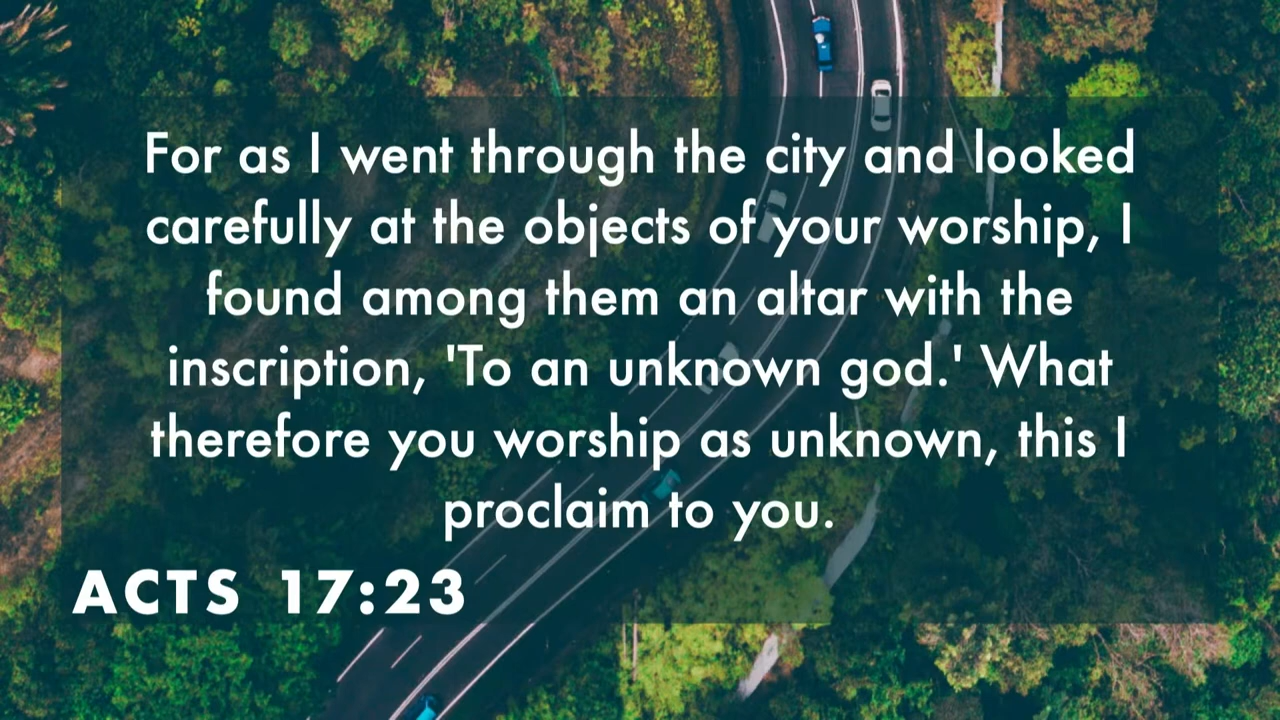 For as I went through the city and looked
carefully at the objects of your worship, I
found among them an altar with the
inscription, 'To an unknown god.' What
therefore you worship as unknown, this I
proclaim to you.
ACTS 17:23